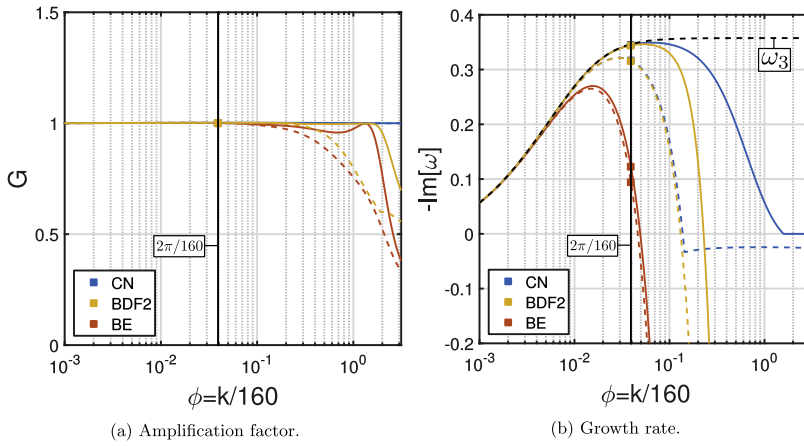 1.5
1
0.5
0
G
2π/160
CN
BDF2
BE
10^-3
10^-2
10^-1
10^0
ϕ=k/160
(a) Amplification factor.
0.4
0.3
0.2
0.1
0
-0.1
-0.2
-Im[ω]
ω_3
2π/160
CN
BDF2
BE
10^-3
10^-2
10^-1
10^0
ϕ=k/160
(b) Growth rate.